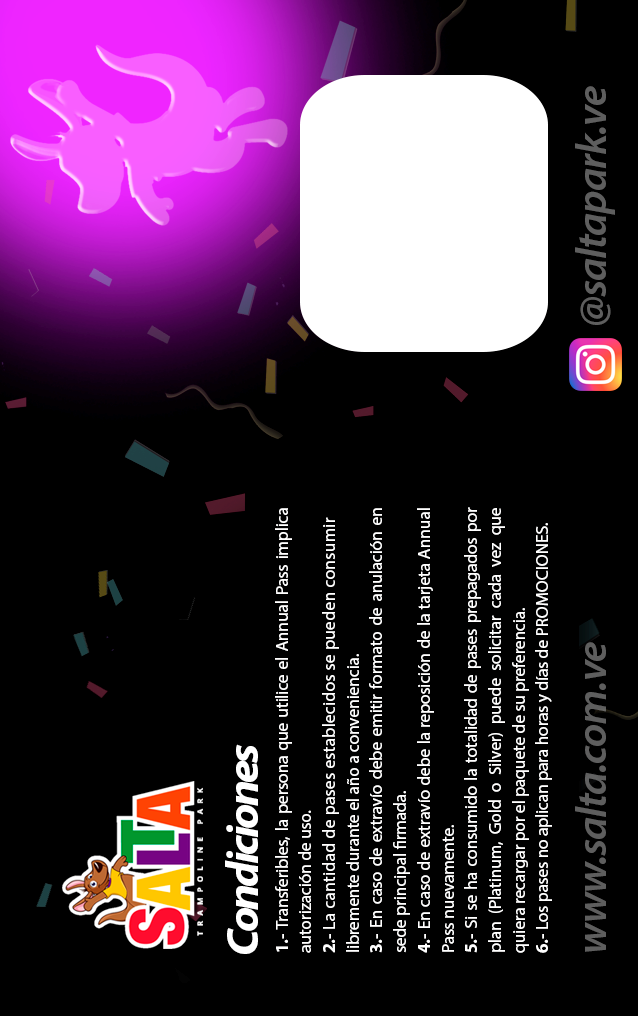 SALTA
TRAMPOLINE PARK
Condiciones
1.- Transferibles, la persona que utilice el Annual Pass implica
autorización de uso.
2.- La cantidad de pases establecidos se pueden consumir
libremente durante el año a conveniencia.
3.- En caso de extravío debe emitir formato de anulación en
sede principal firmada.
4.- En caso de extravío debe la reposición de la tarjeta Annual
Pass nuevamente.
5.- Si se ha consumido la totalidad de pases prepagados por
plan (Platinum, Gold o Silver) puede solicitar cada vez que
quiera recargar por el paquete de su preferencia.
6.- Los pases no aplican para horas y días de PROMOCIONES.
www.salta.com.ve
@saltapark.ve